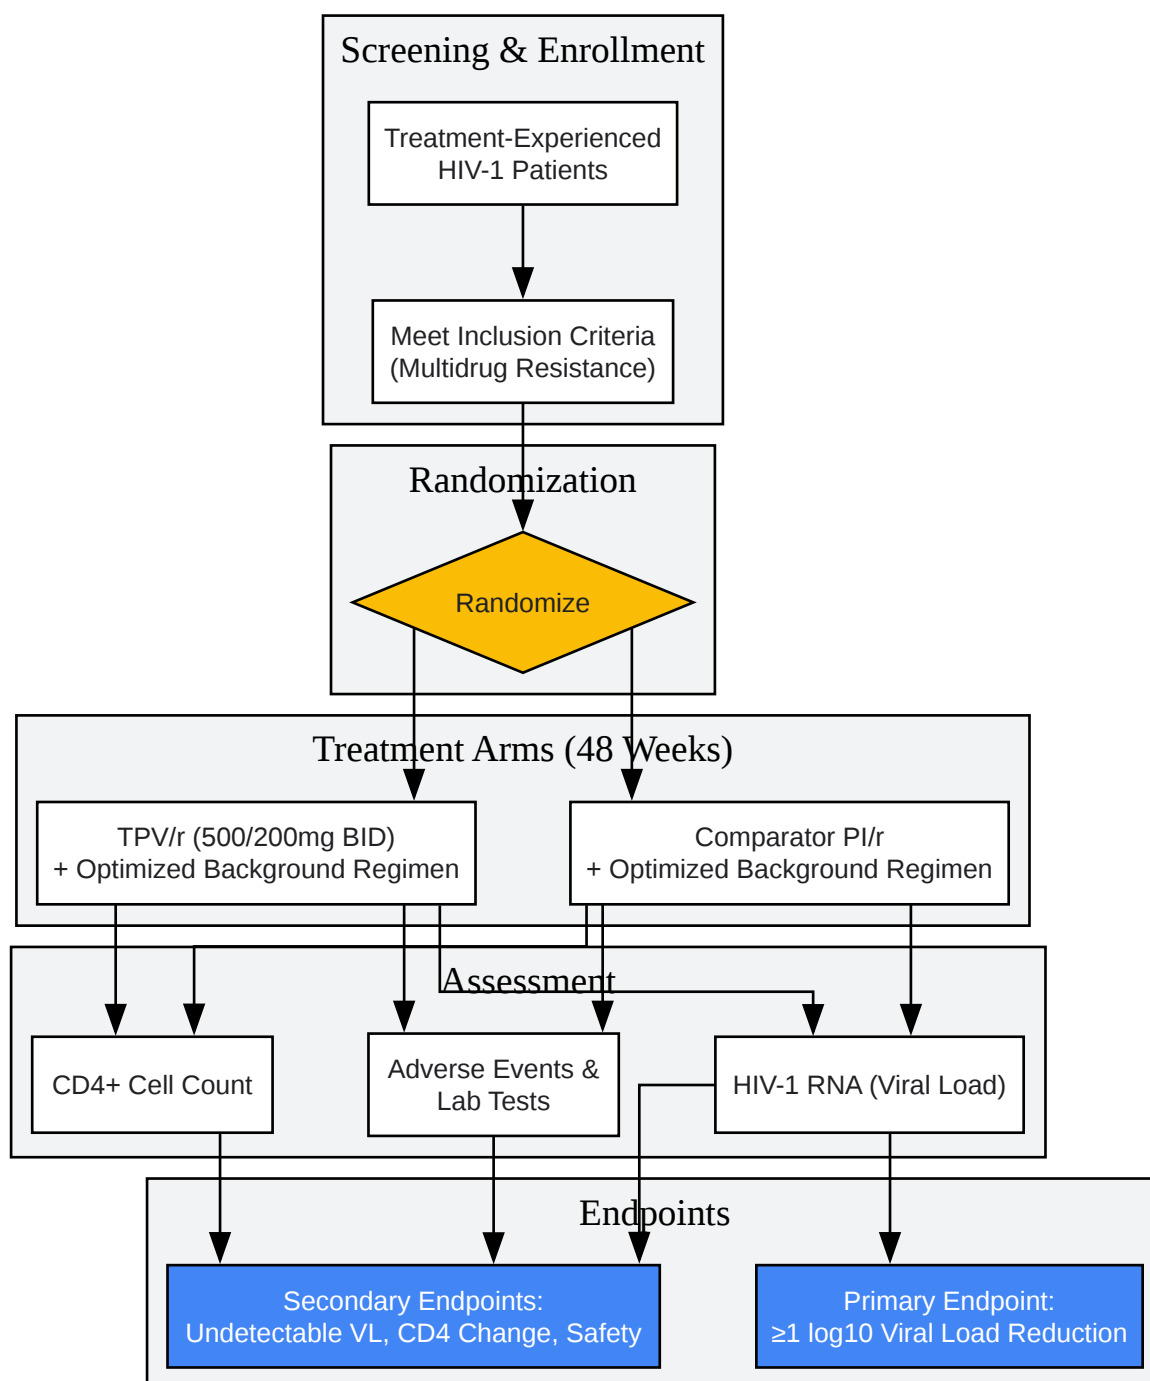 Screening & Enrollment
Treatment-Experienced
HIV-1 Patients
Meet Inclusion Criteria
(Multidrug Resistance)
Randomization
Randomize
Treatment Arms (48 Weeks)
TPV/r (500/200mg BID)
+ Optimized Background Regimen
Comparator PI/r
+ Optimized Background Regimen
Assessment
CD4+ Cell Count
Adverse Events &
Lab Tests
HIV-1 RNA (Viral Load)
Endpoints
Secondary Endpoints:
Undetectable VL, CD4 Change, Safety
Primary Endpoint:
≥1 log10 Viral Load Reduction